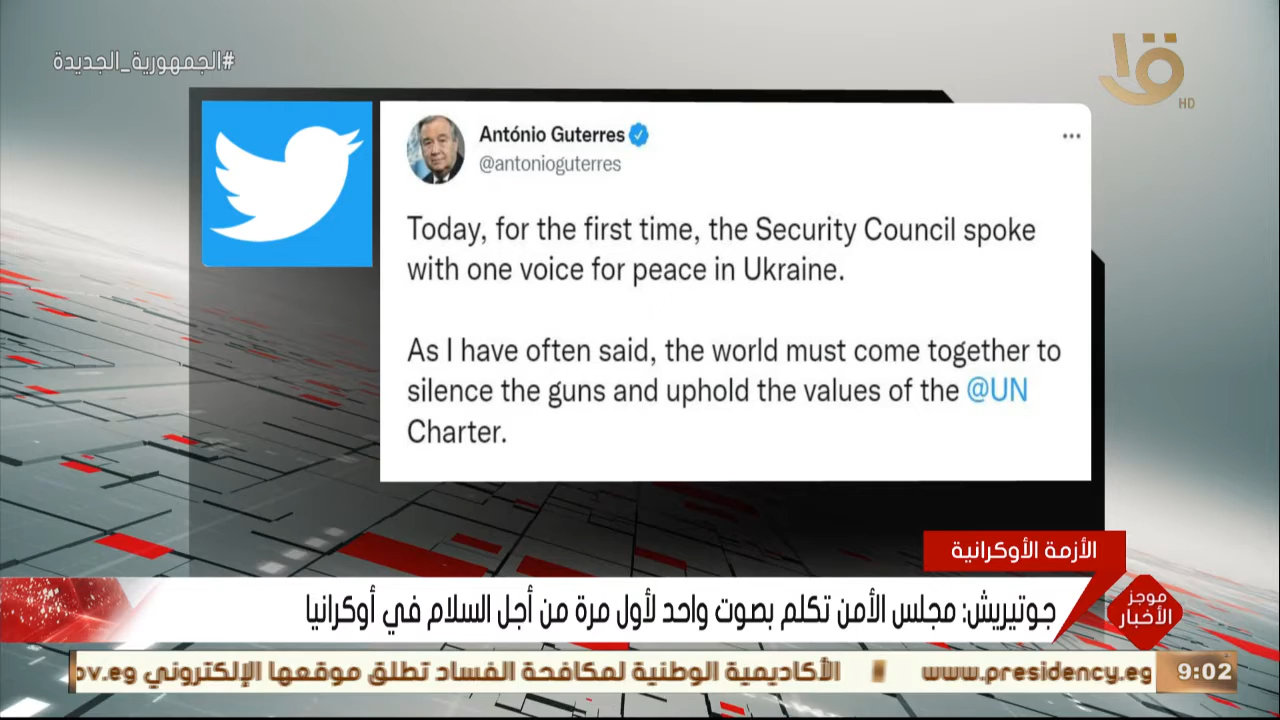 #الجمهورية_الجديدة
HD
António Guterres
@antonioguterres
Today, for the first time, the Security Council spoke
with one voice for peace in Ukraine.
As I have often said, the world must come together to
silence the guns and uphold the values of the @UN
Charter.
الأزمة الأوكرانية
جوتيريش: مجلس الأمن تكلم بصوت واحد لأول مرة من أجل السلام في أوكرانيا
موجز
الأخبار
www.presidency.eg الأكاديمية الوطنية لمكافحة الفساد تطلق موقعها الإلكتروني ov.eg
9:02